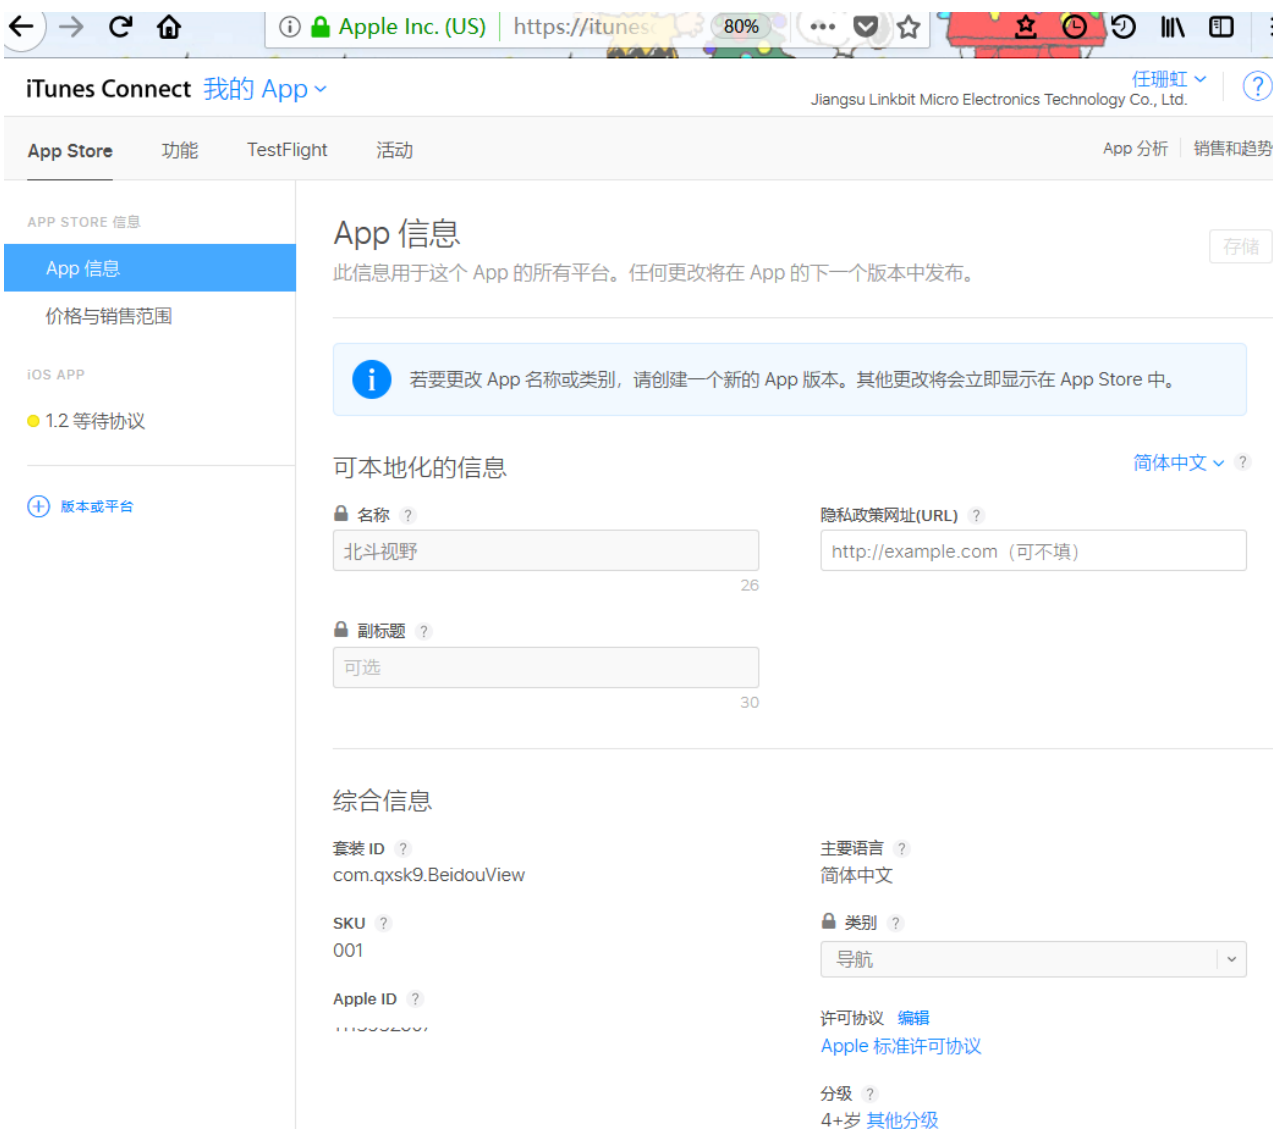 Apple Inc. (US) https://itunes 80%
iTunes Connect 我的 App
任珊虹
Jiangsu Linkbit Micro Electronics Technology Co., Ltd.
?
App Store 功能 TestFlight 活动 App 分析 销售和趋势
APP STORE 信息
App 信息
价格与销售范围
iOS APP
1.2 等待协议
版本或平台
App 信息
存储
此信息用于这个 App 的所有平台。任何更改将在 App 的下一个版本中发布。
若要更改 App 名称或类别，请创建一个新的 App 版本。其他更改将会立即显示在 App Store 中。
可本地化的信息
简体中文 ?
名称 ?
北斗视野
26
隐私政策网址(URL) ?
http://example.com（可不填）
副标题 ?
可选
30
综合信息
套装 ID ?
com.qxsk9.BeidouView
主要语言 ?
简体中文
SKU ?
001
类别 ?
导航
Apple ID ?
许可协议 编辑
Apple 标准许可协议
分级 ?
4+岁 其他分级